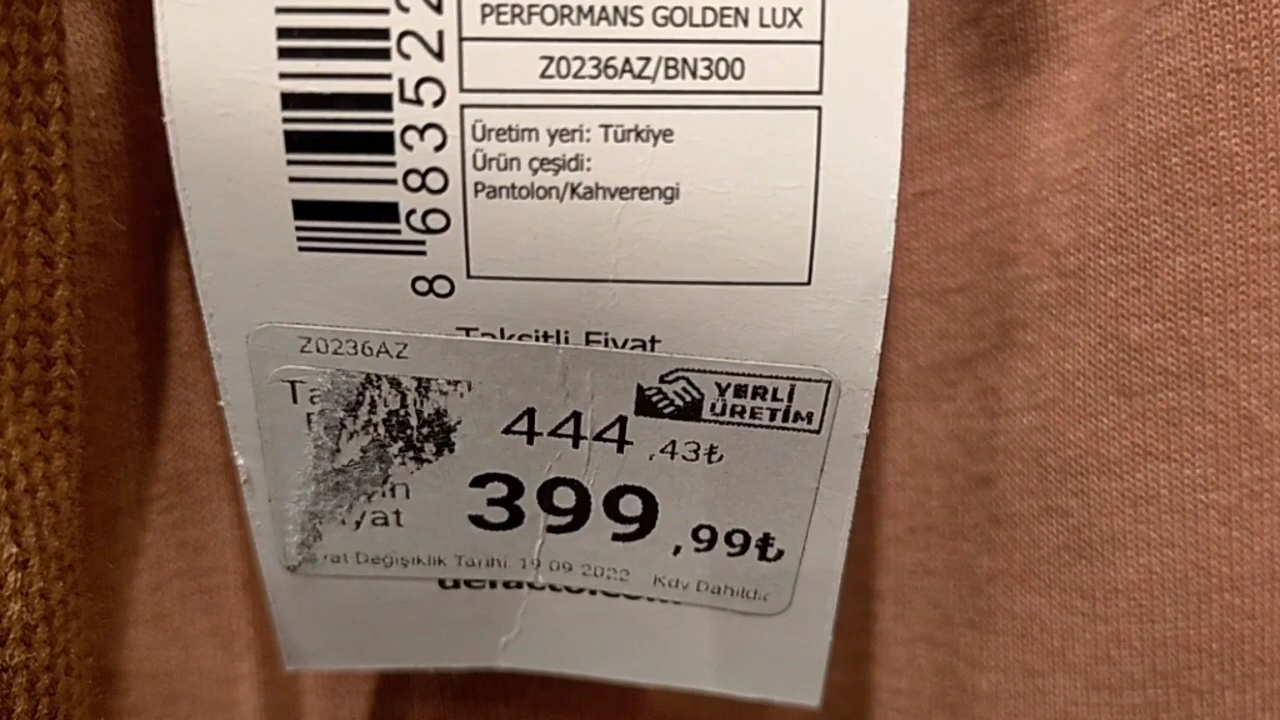 PERFORMANS GOLDEN LUX
Z0236AZ/BN300
Üretim yeri: Türkiye
Ürün çeşidi:
Pantolon/Kahverengi
8 683522
Taksitli Fiyat
Z0236AZ
YERLİ
ÜRETİM
444,43₺
399,99₺
Değişiklik Tarihi: 19.09.2022 Kdv Dahildir